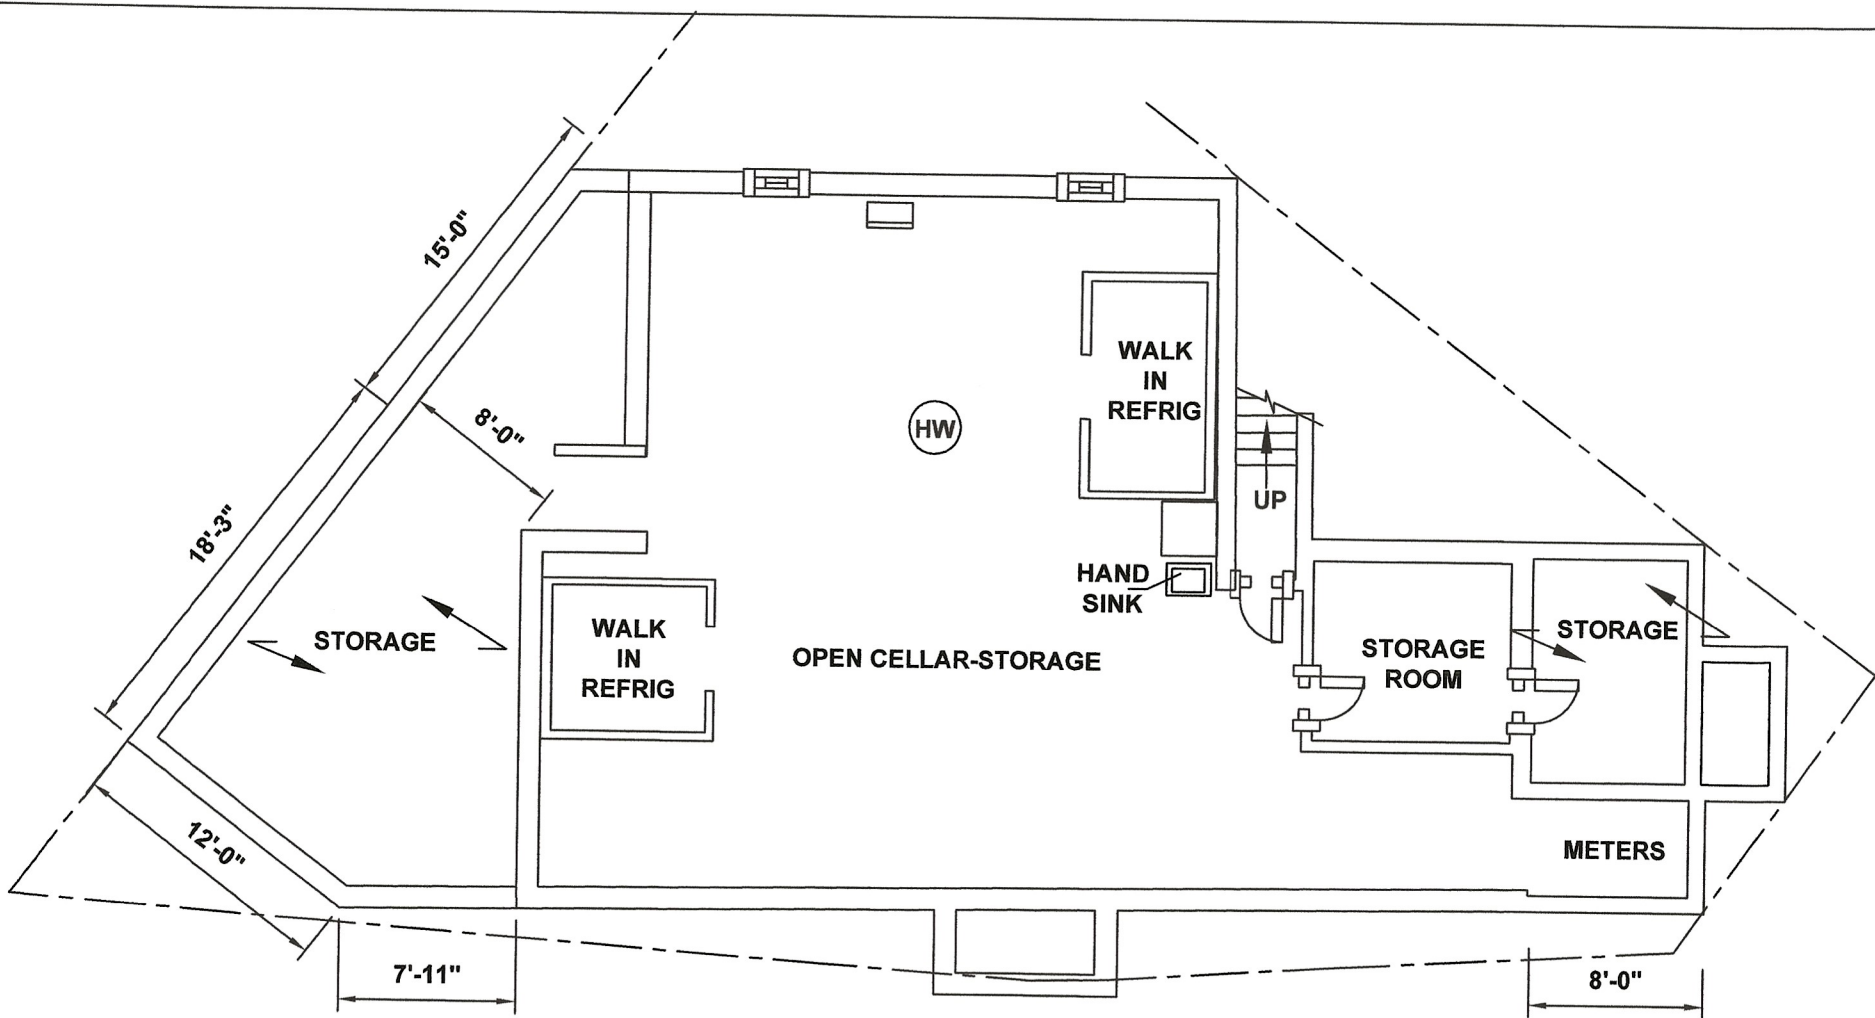 15'-0"
WALK
IN
REFRIG
8'-0"
HW
18'-3"
UP
HAND
SINK
STORAGE
WALK
IN
REFRIG
OPEN CELLAR-STORAGE
STORAGE
ROOM
STORAGE
12'-0"
METERS
7'-11"
8'-0"